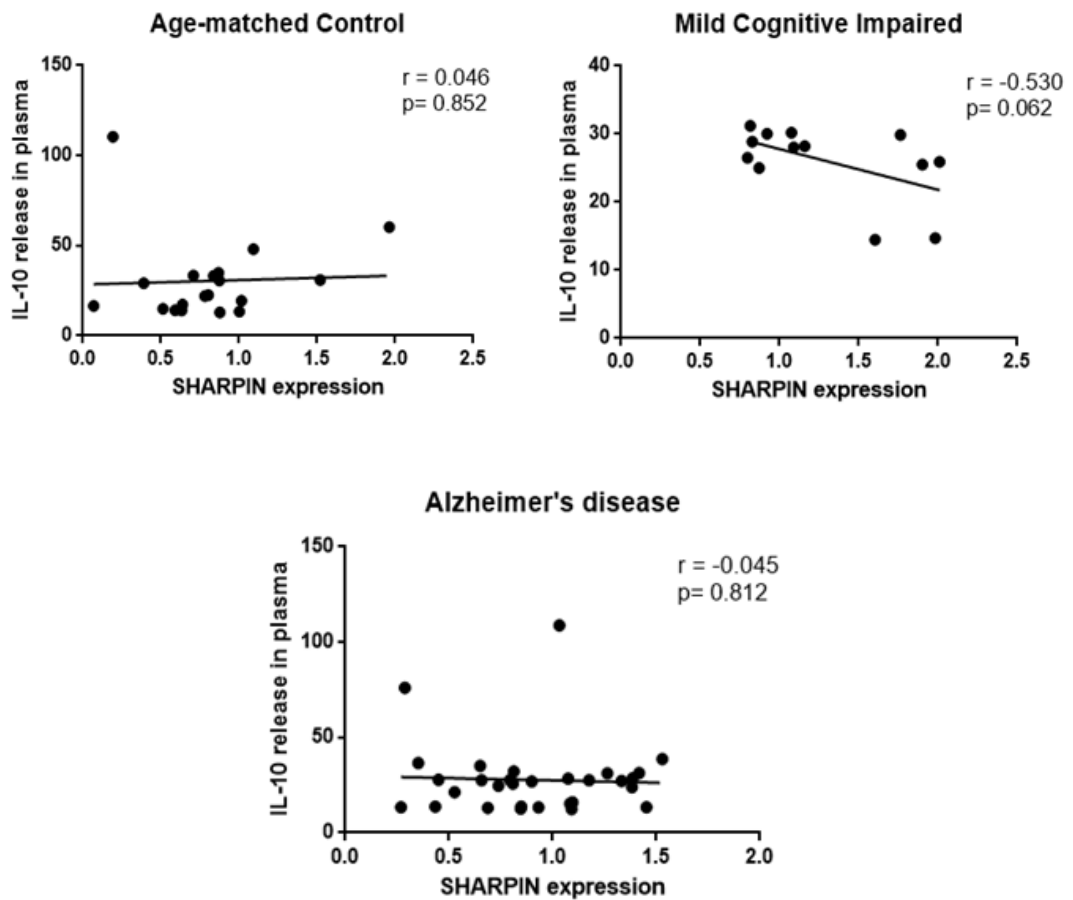 Age-matched Control
r = 0.046
p= 0.852
IL-10 release in plasma
150
100
50
0
0.0 0.5 1.0 1.5 2.0 2.5
SHARPIN expression
Mild Cognitive Impaired
r = -0.530
p= 0.062
IL-10 release in plasma
40
30
20
10
0
0.0 0.5 1.0 1.5 2.0 2.5
SHARPIN expression
Alzheimer's disease
r = -0.045
p= 0.812
IL-10 release in plasma
150
100
50
0
0.0 0.5 1.0 1.5 2.0
SHARPIN expression